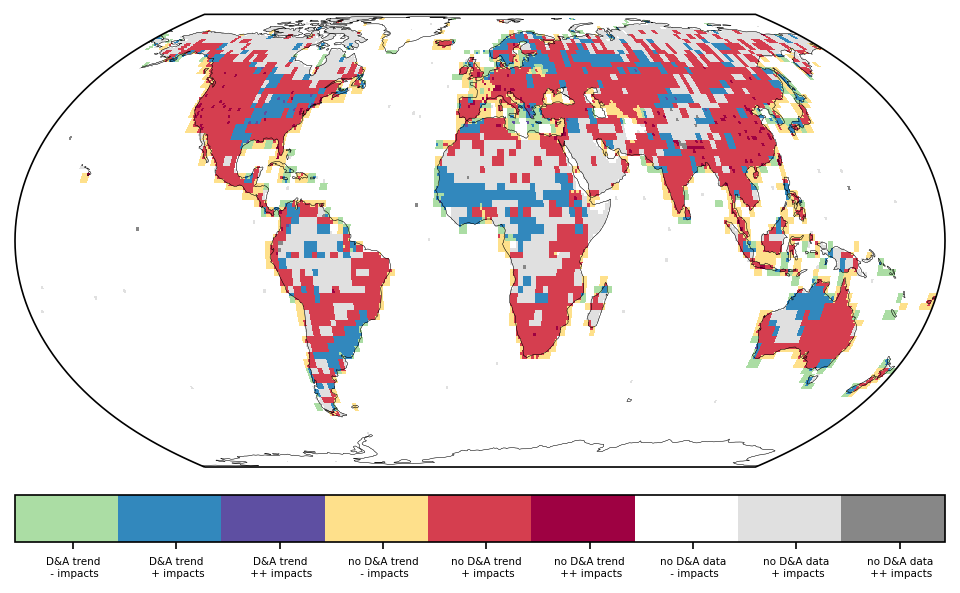 D&A trend
- impacts
D&A trend
+ impacts
D&A trend
++ impacts
no D&A trend
- impacts
no D&A trend
+ impacts
no D&A trend
++ impacts
no D&A data
- impacts
no D&A data
+ impacts
no D&A data
++ impacts